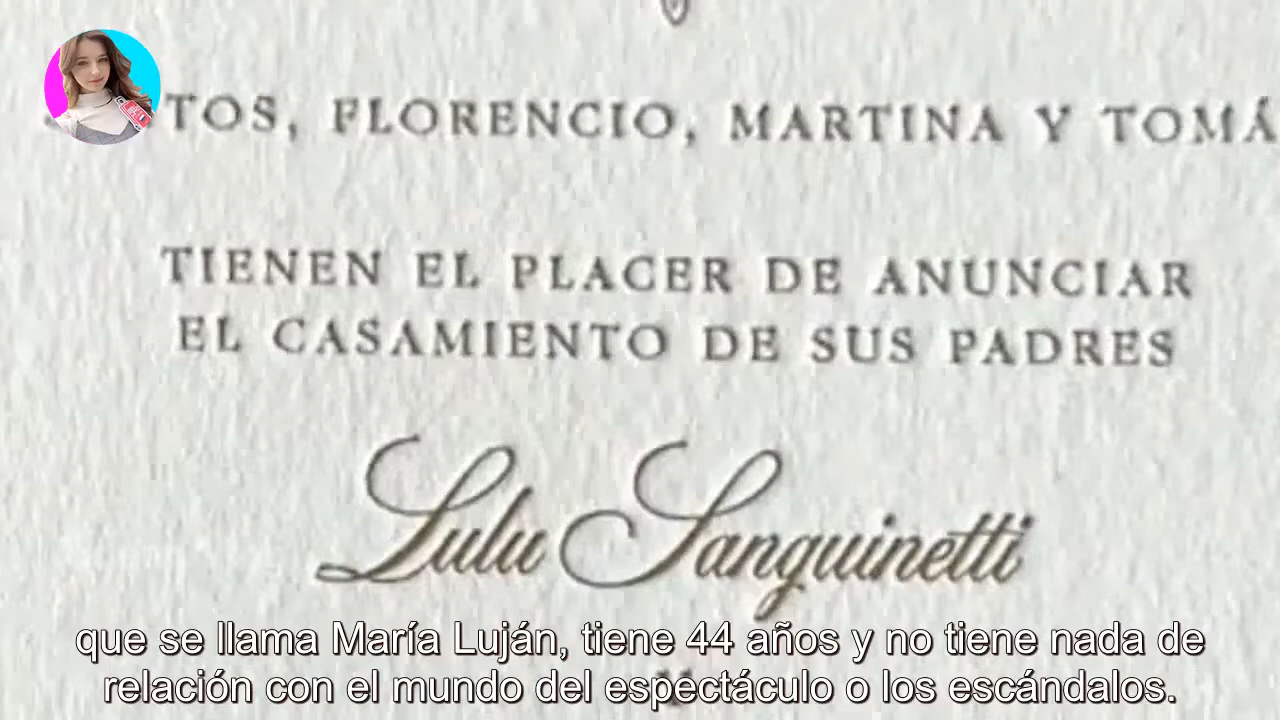 TOS, FLORENCIO, MARTINA Y TOMÁ
TIENEN EL PLACER DE ANUNCIAR
EL CASAMIENTO DE SUS PADRES
Lulu Sanguinetti
que se llama María Luján, tiene 44 años y no tiene nada de
relación con el mundo del espectáculo o los escándalos.